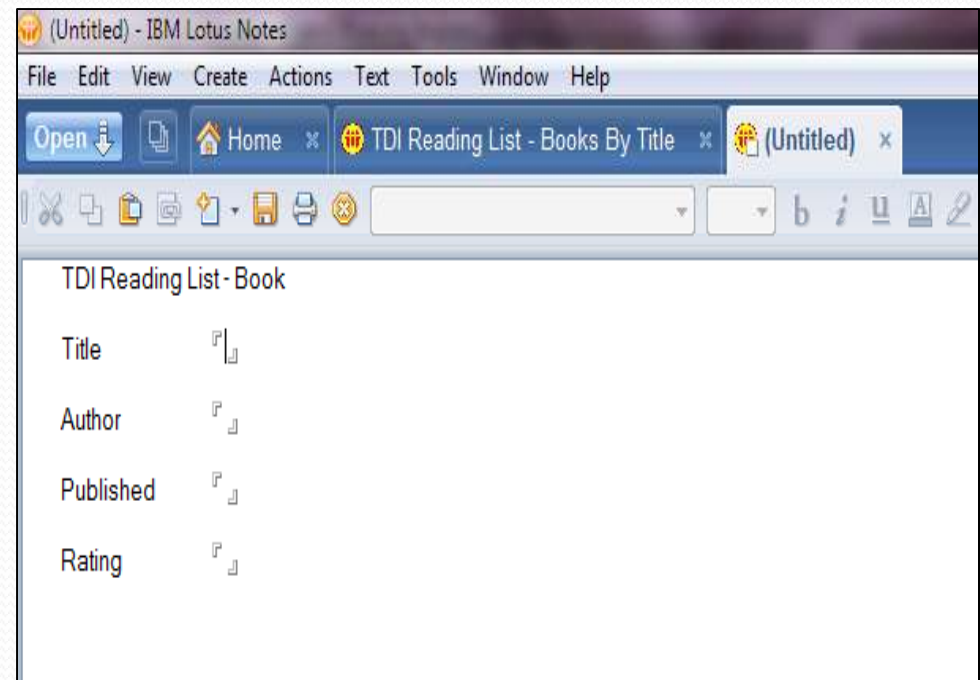 (Untitled) - IBM Lotus Notes
File Edit View Create Actions Text Tools Window Help
Open Home TDI Reading List - Books By Title (Untitled)
b i u A
TDI Reading List - Book
Title
Author
Published
Rating